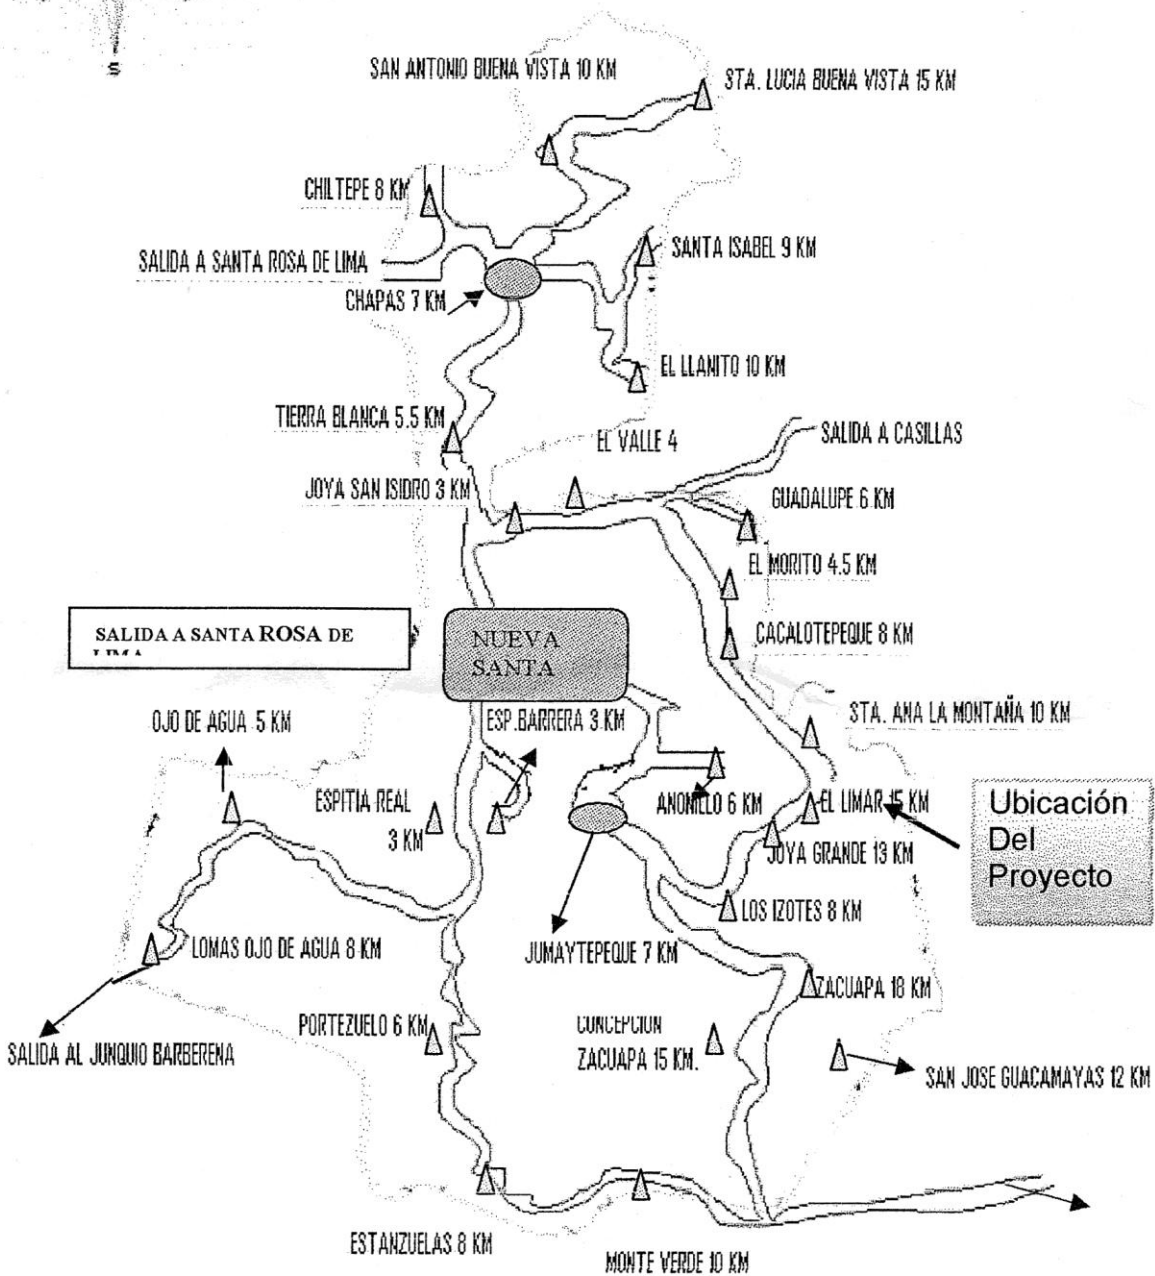 S
SAN ANTONIO BUENA VISTA 10 KM
STA. LUCIA BUENA VISTA 15 KM
CHILTEPE 8 KM
SANTA ISABEL 9 KM
SALIDA A SANTA ROSA DE LIMA
CHAPAS 7 KM
EL LLANITO 10 KM
TIERRA BLANCA 5.5 KM
EL VALLE 4
SALIDA A CASILLAS
JOYA SAN ISIDRO 3 KM
GUADALUPE 6 KM
EL MORITO 4.5 KM
SALIDA A SANTA ROSA DE
NUEVA
SANTA
CACALOTEPEQUE 8 KM
OJO DE AGUA 5 KM
ESP.BARRERA 3 KM
STA. ANA LA MONTAÑA 10 KM
ESPITIA REAL
3 KM
ANONILLO 6 KM
EL LIMAR 15 KM
Ubicación
Del
Proyecto
JOYA GRANDE 13 KM
LOS IZOTES 8 KM
LOMAS OJO DE AGUA 8 KM
JUMAYTEPEQUE 7 KM
ZACUAPA 18 KM
PORTEZUELO 6 KM
CONCEPCION
ZACUAPA 15 KM.
SALIDA AL JUNQUIO BARBERENA
SAN JOSE GUACAMAYAS 12 KM
ESTANZUELAS 8 KM
MONTE VERDE 10 KM